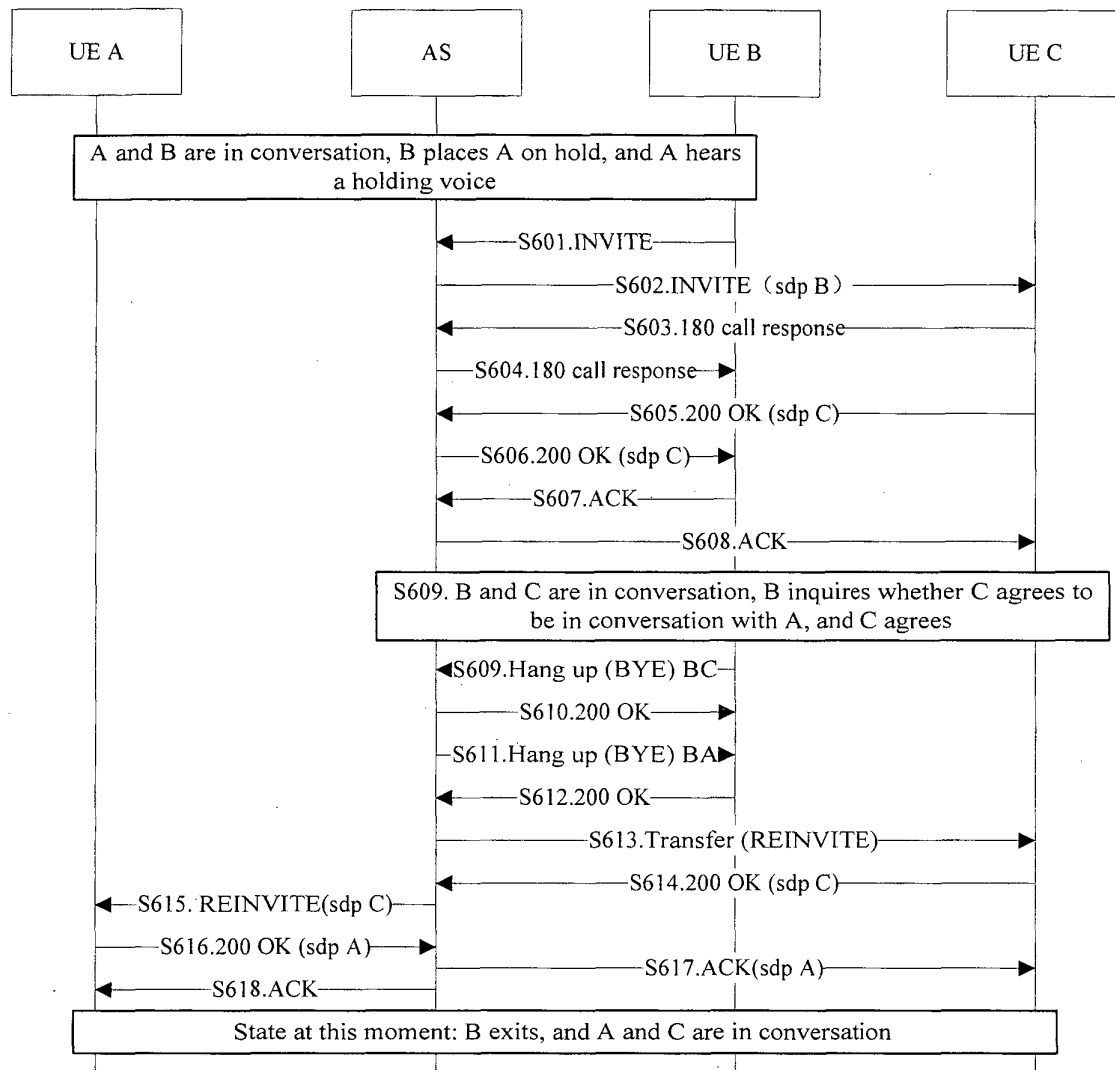 UE A
AS
UE B
UE C
A and B are in conversation, B places A on hold, and A hears
a holding voice
S601.INVITE
S602.INVITE（sdp B）
S603.180 call response
S604.180 call response
S605.200 OK (sdp C)
S606.200 OK (sdp C)
S607.ACK
S608.ACK
S609. B and C are in conversation, B inquires whether C agrees to
be in conversation with A, and C agrees
S609.Hang up (BYE) BC
S610.200 OK
S611.Hang up (BYE) BA
S612.200 OK
S613.Transfer (REINVITE)
S614.200 OK (sdp C)
S615. REINVITE(sdp C)
S616.200 OK (sdp A)
S617.ACK(sdp A)
S618.ACK
State at this moment: B exits, and A and C are in conversation